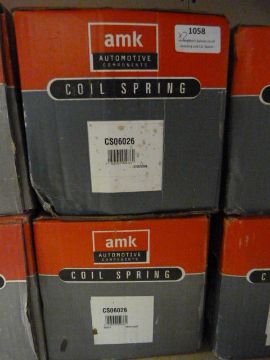 amk
AUTOMOTIVE
COMPONENTS
1058
COIL SPRING
CS06026
amk
AUTOMOTIVE
COMPONENTS
COIL SPRING
CS06026